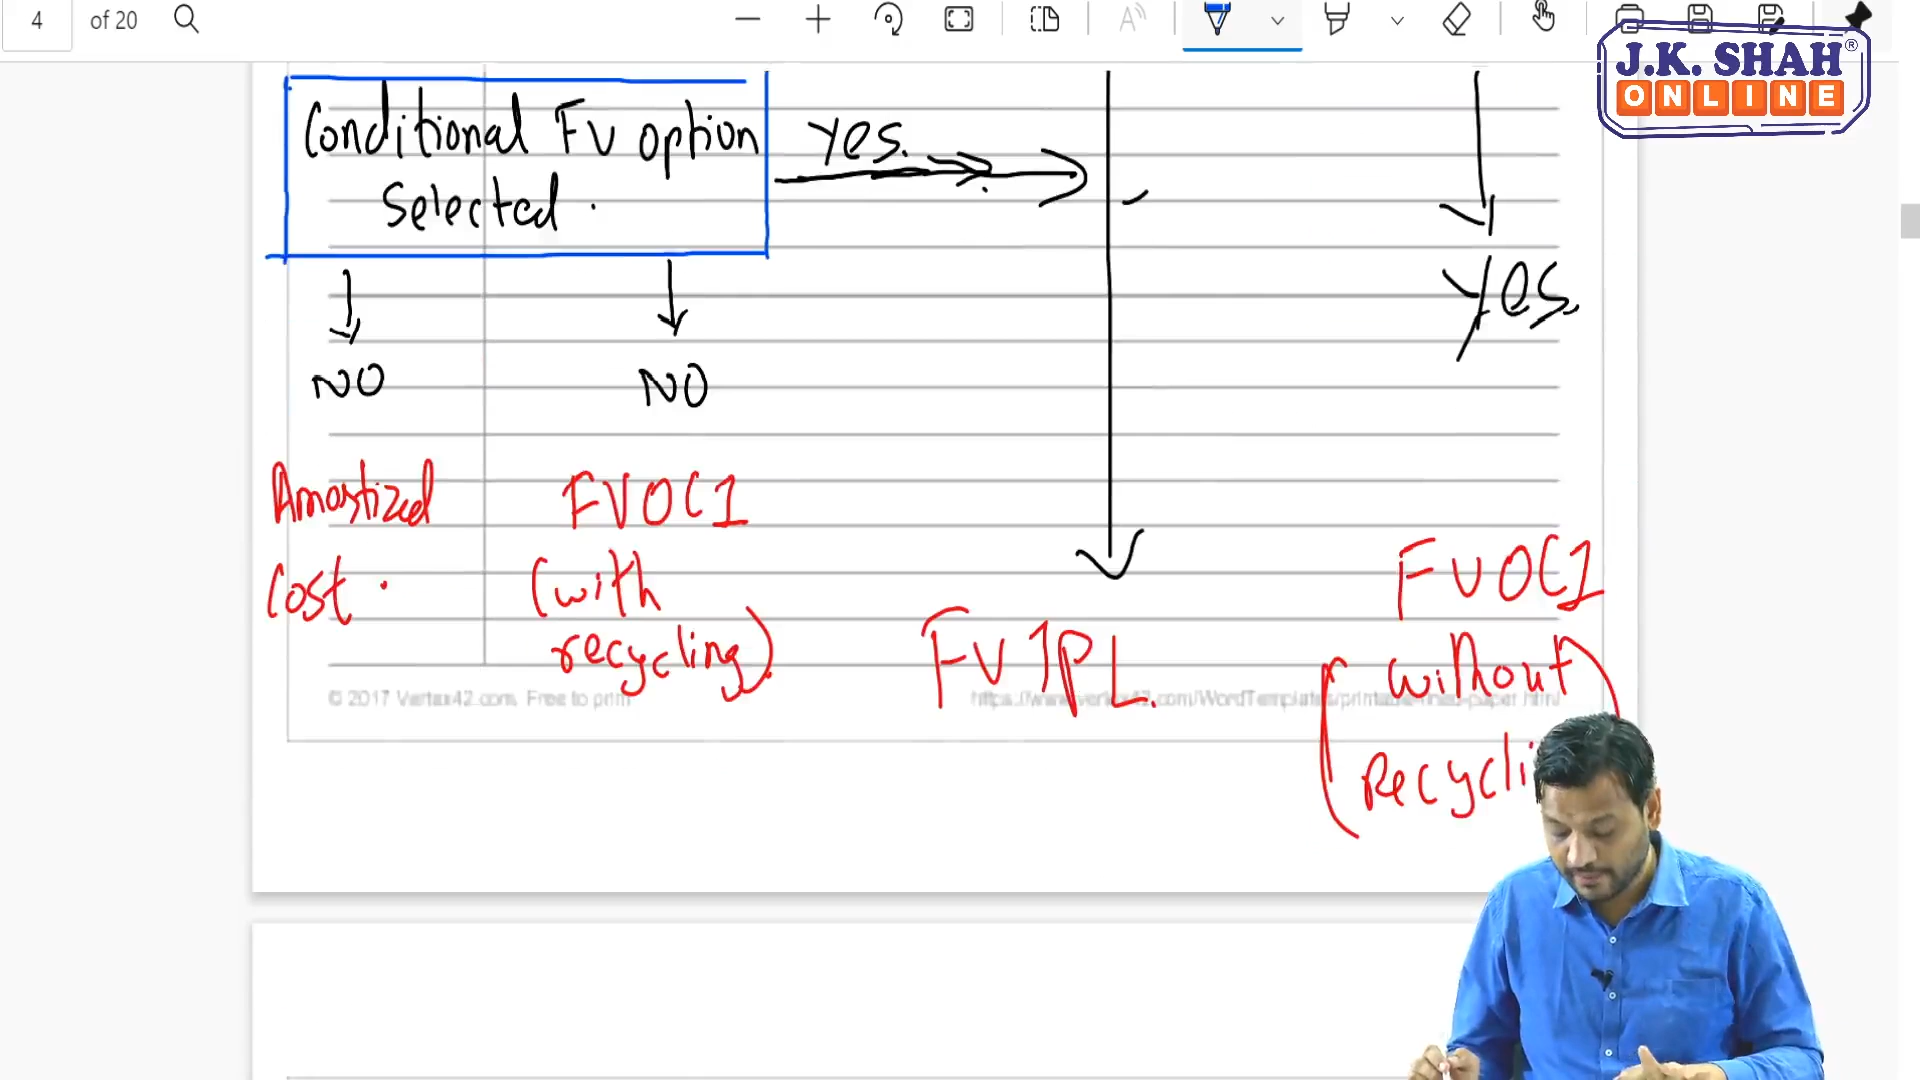 4 of 20
J.K. SHAH®
ONLINE
Conditional FV option
Selected.
yes.
yes.
NO
NO
Amortized
Cost.
FVOCI
(with
recycling)
FVTPL.
FVOCI
(without
© 2017 Vertex42.com. Free to print